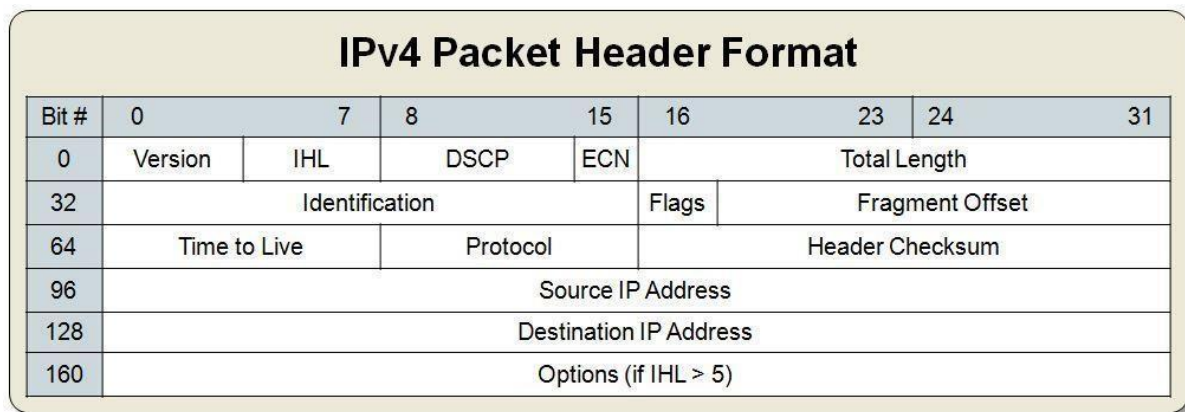 IPv4 Packet Header Format
Bit # 0 7 8 15 16 23 24 31
0 Version IHL DSCP ECN Total Length
32 Identification Flags Fragment Offset
64 Time to Live Protocol Header Checksum
96 Source IP Address
128 Destination IP Address
160 Options (if IHL > 5)